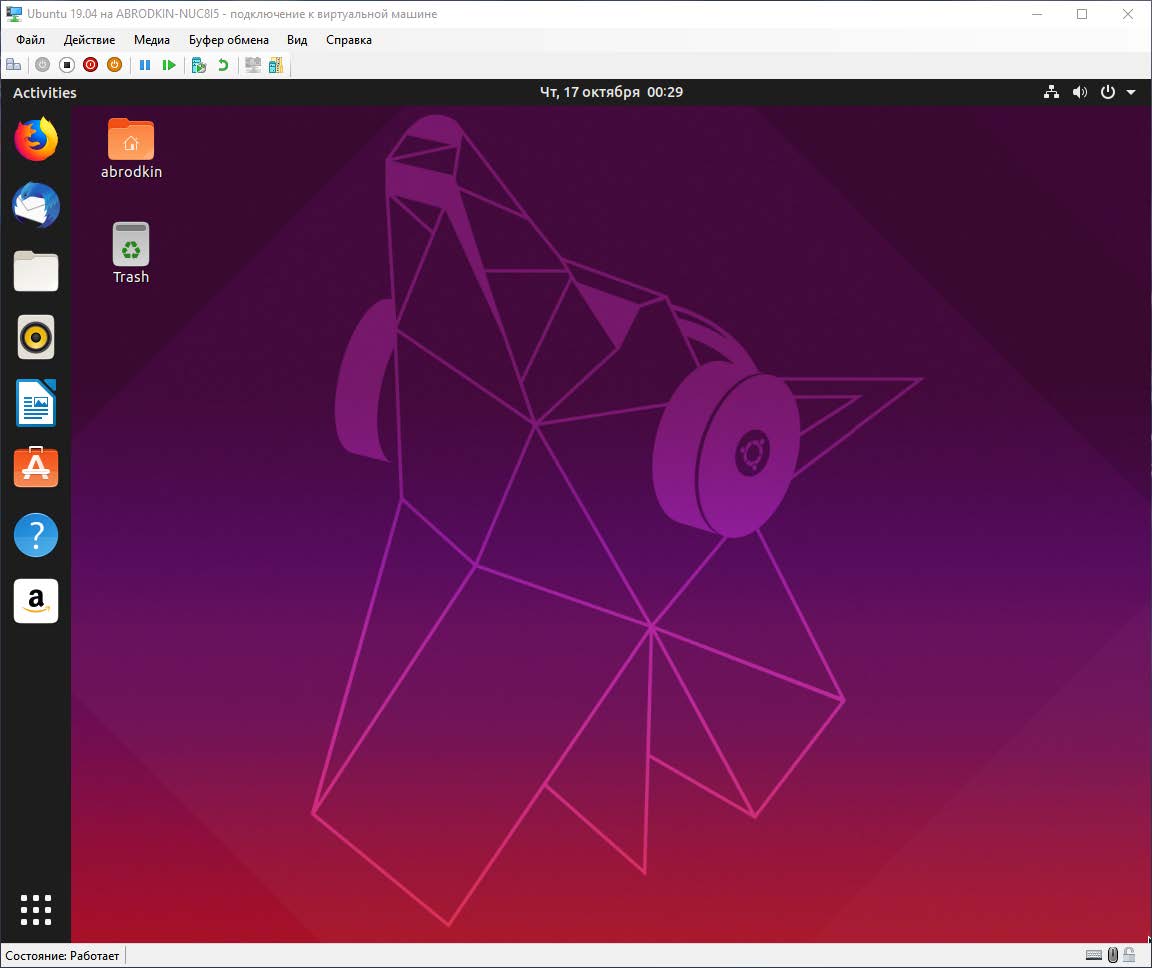 Ubuntu 19.04 на ABRODKIN-NUC8I5 - подключение к виртуальной машине
Файл Действие Медиа Буфер обмена Вид Справка
Activities Чт, 17 октября 00:29
abrodkin
Trash
Состояние: Работает